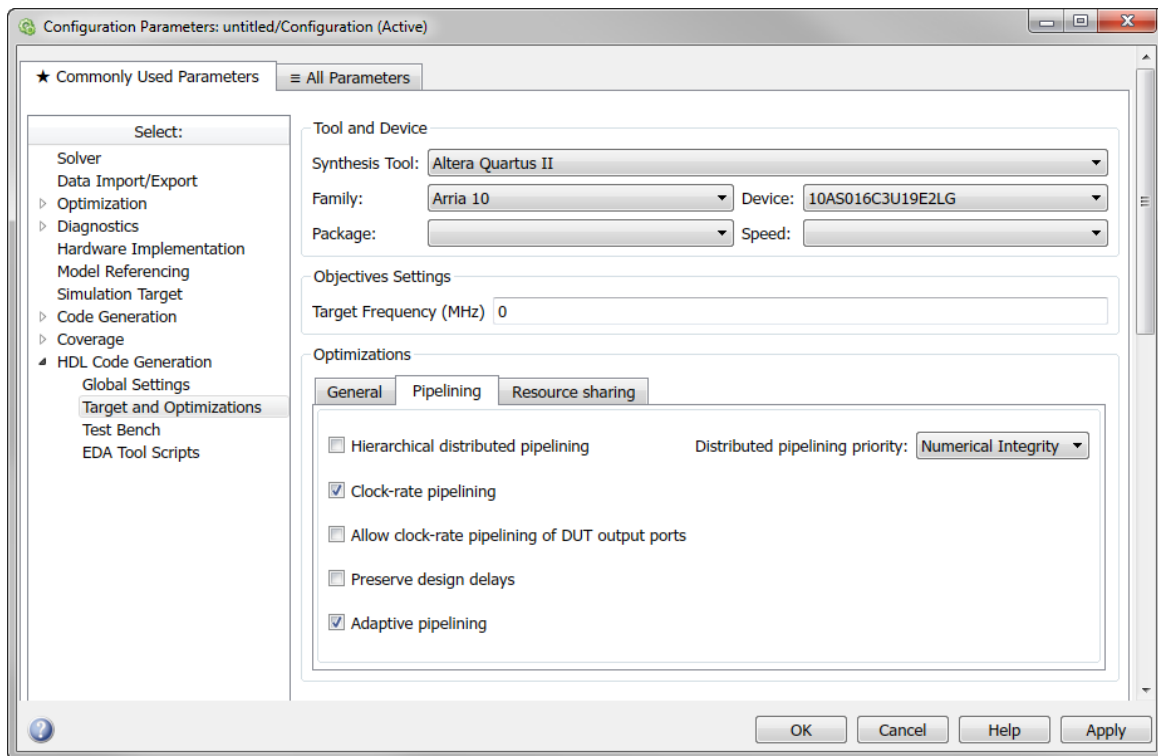 Configuration Parameters: untitled/Configuration (Active)
★ Commonly Used Parameters
≡ All Parameters
Select:
Solver
Data Import/Export
Optimization
Diagnostics
Hardware Implementation
Model Referencing
Simulation Target
Code Generation
Coverage
HDL Code Generation
Global Settings
Target and Optimizations
Test Bench
EDA Tool Scripts
Tool and Device
Synthesis Tool: Altera Quartus II
Family: Arria 10 Device: 10AS016C3U19E2LG
Package: Speed:
Objectives Settings
Target Frequency (MHz) 0
Optimizations
General Pipelining Resource sharing
Hierarchical distributed pipelining Distributed pipelining priority: Numerical Integrity
Clock-rate pipelining
Allow clock-rate pipelining of DUT output ports
Preserve design delays
Adaptive pipelining
OK Cancel Help Apply